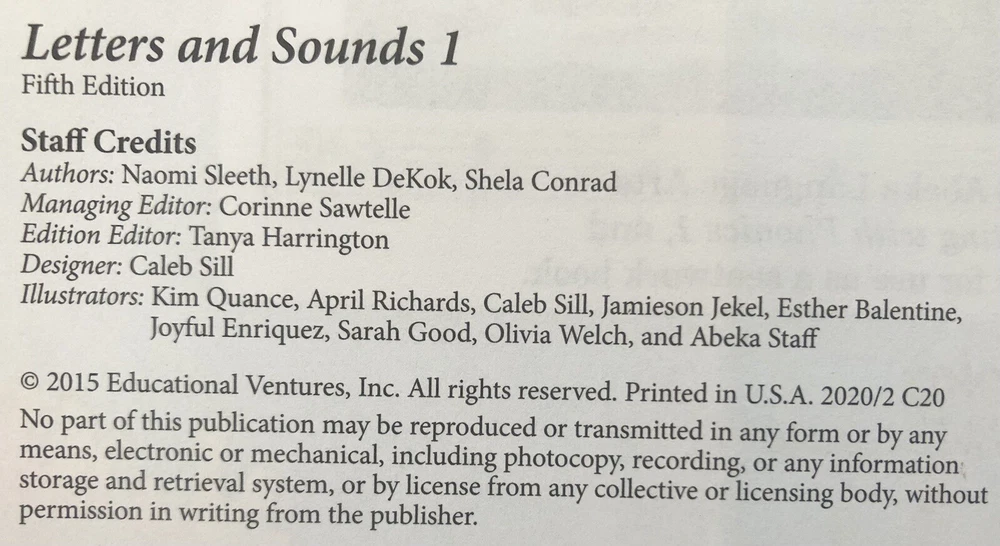 Letters and Sounds 1
Fifth Edition
Staff Credits
Authors: Naomi Sleeth, Lynelle DeKok, Shela Conrad
Managing Editor: Corinne Sawtelle
Edition Editor: Tanya Harrington
Designer: Caleb Sill
Illustrators: Kim Quance, April Richards, Caleb Sill, Jamieson Jekel, Esther Balentine,
Joyful Enriquez, Sarah Good, Olivia Welch, and Abeka Staff
© 2015 Educational Ventures, Inc. All rights reserved. Printed in U.S.A. 2020/2 C20
No part of this publication may be reproduced or transmitted in any form or by any
means, electronic or mechanical, including photocopy, recording, or any information
storage and retrieval system, or by license from any collective or licensing body, without
permission in writing from the publisher.